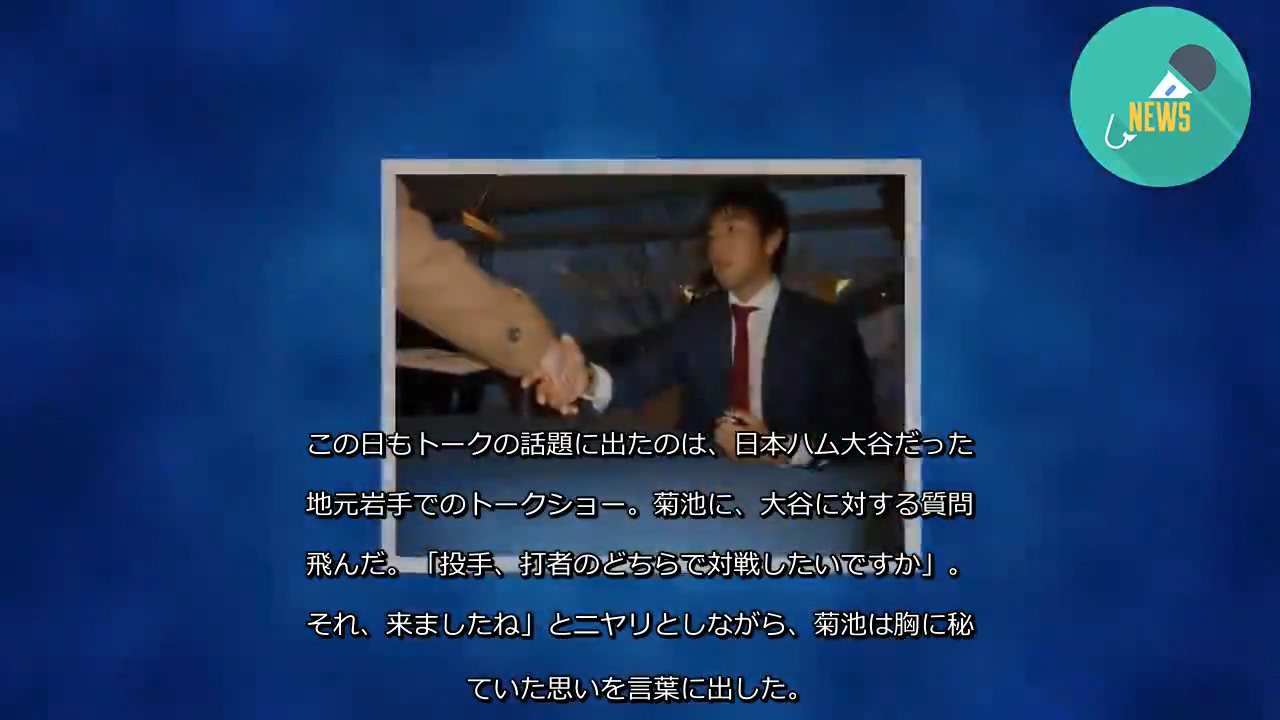 NEWS
この日もトークの話題に出たのは、日本ハム大谷だった
地元岩手でのトークショー。菊池に、大谷に対する質問
飛んだ。「投手、打者のどちらで対戦したいですか」。
それ、来ましたね」とニヤリとしながら、菊池は胸に秘
ていた思いを言葉に出した。